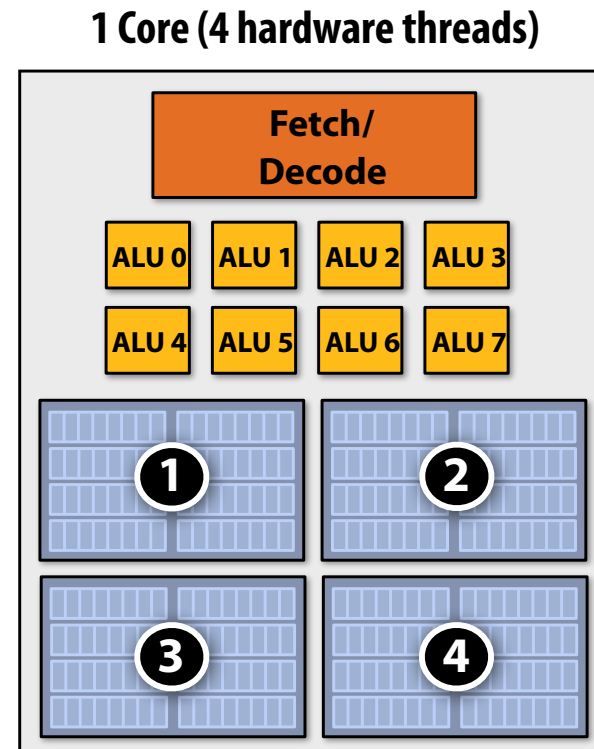 1 Core (4 hardware threads)
Fetch/
Decode
ALU 0 ALU 1 ALU 2 ALU 3
ALU 4 ALU 5 ALU 6 ALU 7
1 2
3 4